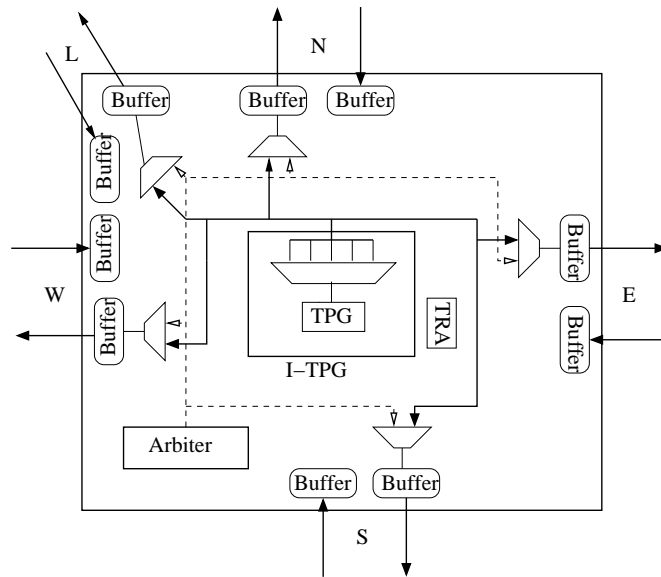 L
N
Buffer
Buffer
Buffer
Buffer
Buffer
Buffer
W
E
TPG
TRA
Buffer
Buffer
I–TPG
Arbiter
Buffer
Buffer
S